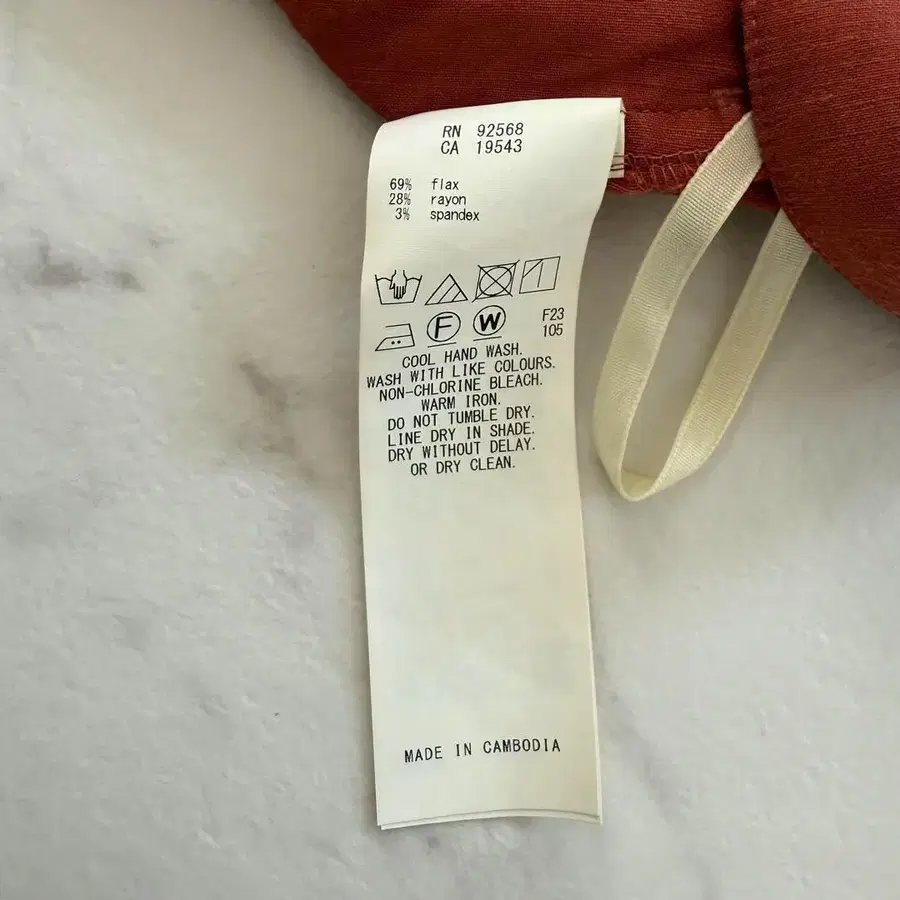 RN 92568
CA 19543
69% flax
28% rayon
3% spandex
F W
F23
105
COOL HAND WASH.
WASH WITH LIKE COLOURS.
NON-CHLORINE BLEACH.
WARM IRON.
DO NOT TUMBLE DRY.
LINE DRY IN SHADE.
DRY WITHOUT DELAY.
OR DRY CLEAN.
MADE IN CAMBODIA